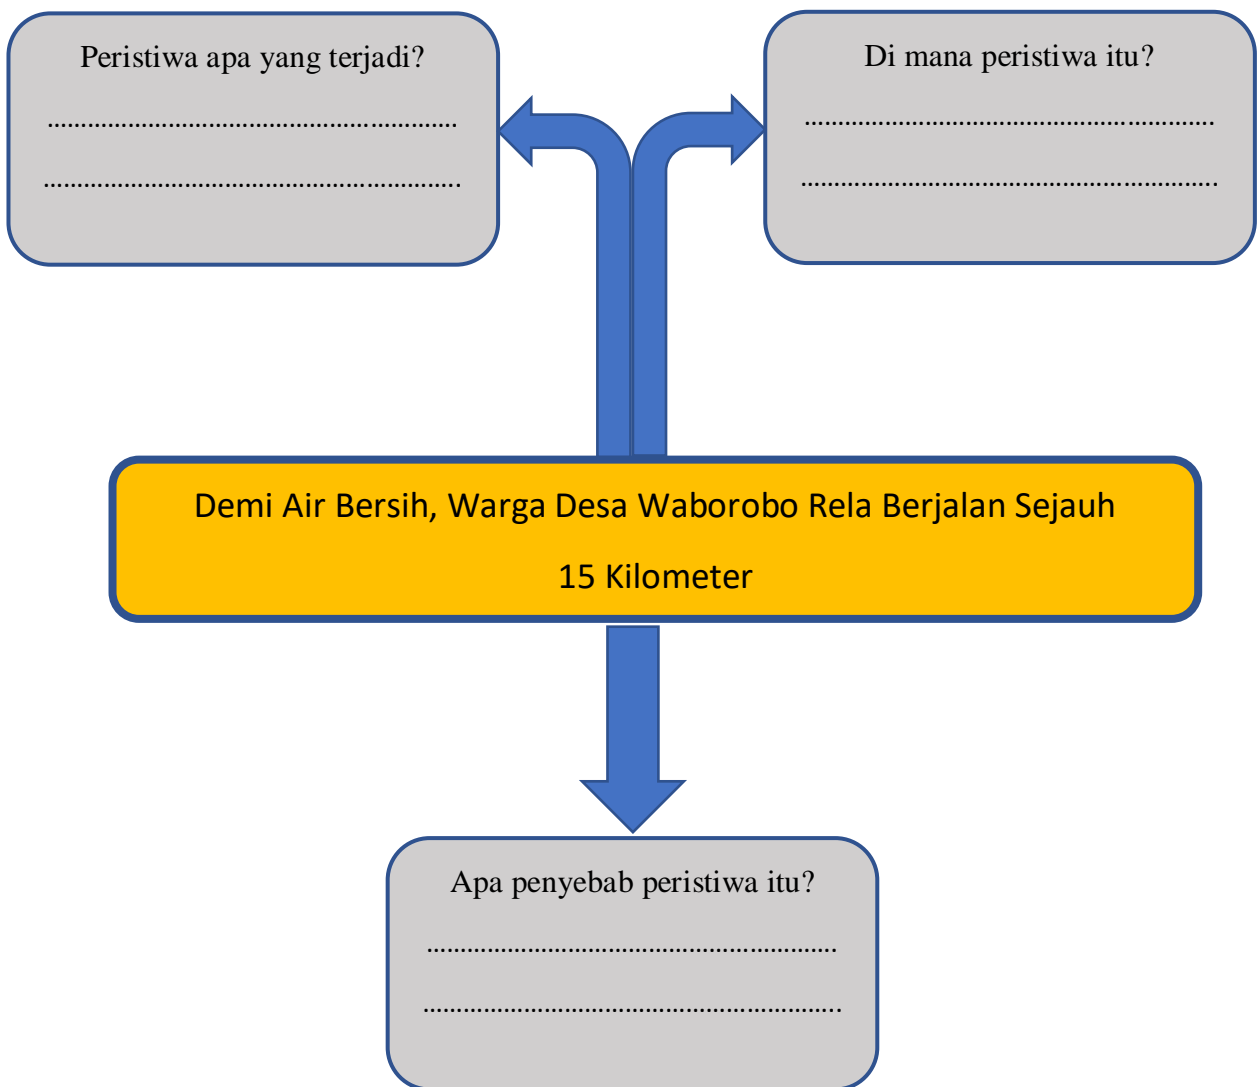 Peristiwa apa yang terjadi?
..............................................................
...............................................................
Di mana peristiwa itu?
..............................................................
...............................................................
Demi Air Bersih, Warga Desa Waborobo Rela Berjalan Sejauh
15 Kilometer
Apa penyebab peristiwa itu?
..............................................................
...............................................................